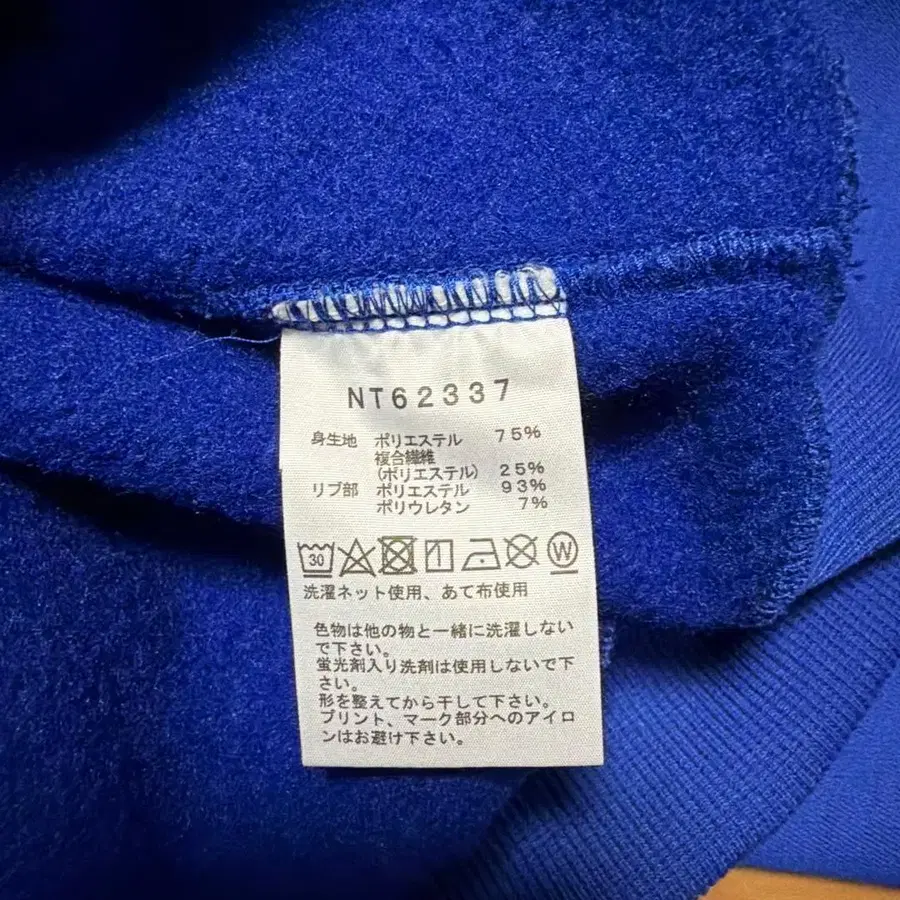 NT62337
身生地 ポリエステル 75%
複合繊維
(ポリエステル) 25%
リブ部 ポリエステル 93%
ポリウレタン 7%
30 W
洗濯ネット使用、あて布使用
色物は他の物と一緒に洗濯しない
で下さい。
蛍光剤入り洗剤は使用しないで下
さい。
形を整えてから干して下さい。
プリント、マーク部分へのアイロ
ンはお避け下さい。